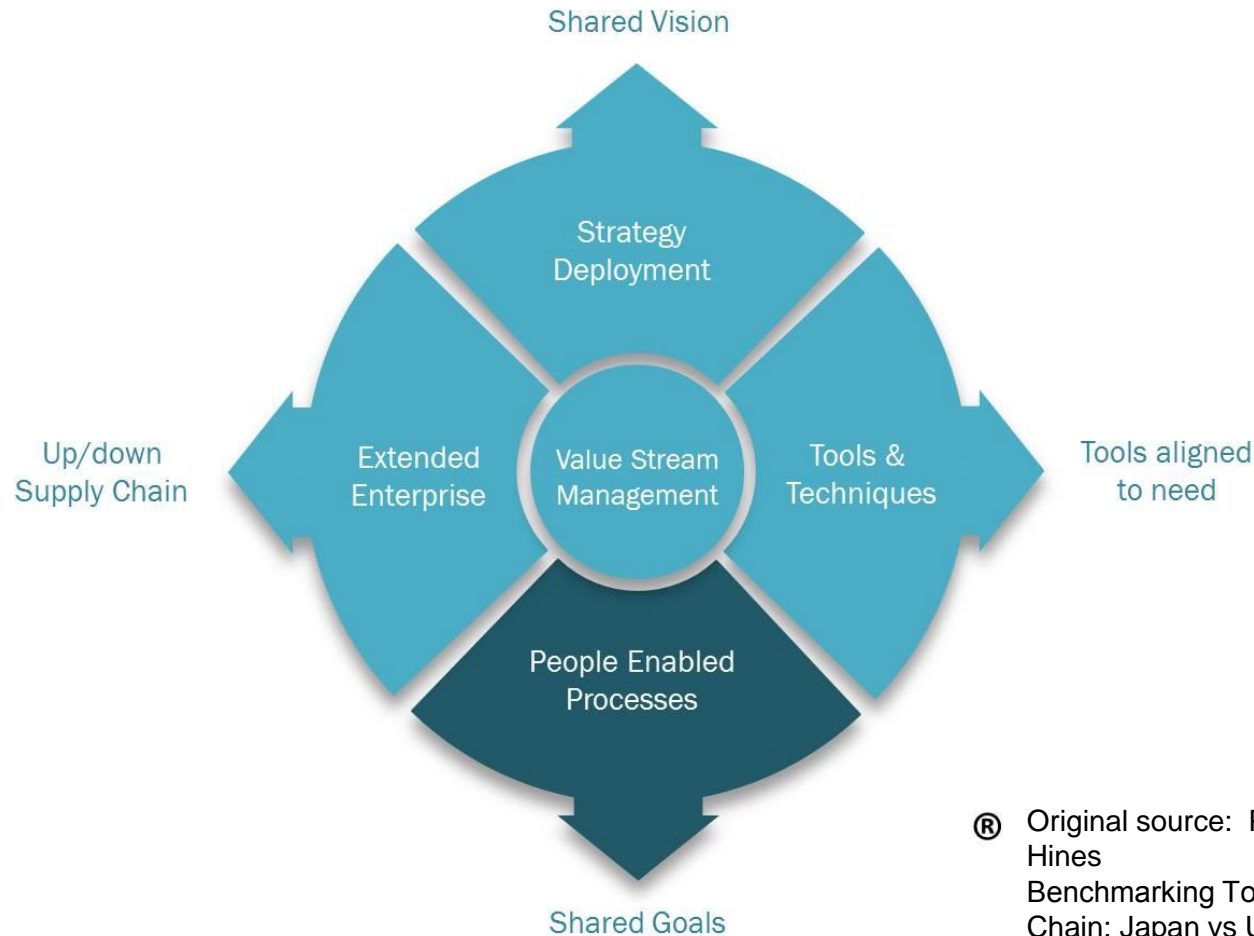 Shared Vision
Strategy
Deployment
Up/down
Supply Chain
Extended
Enterprise
Value Stream
Management
Tools &
Techniques
Tools aligned
to need
People Enabled
Processes
Shared Goals
® Original source:
Hines
Benchmarking
Chain: Japan vs